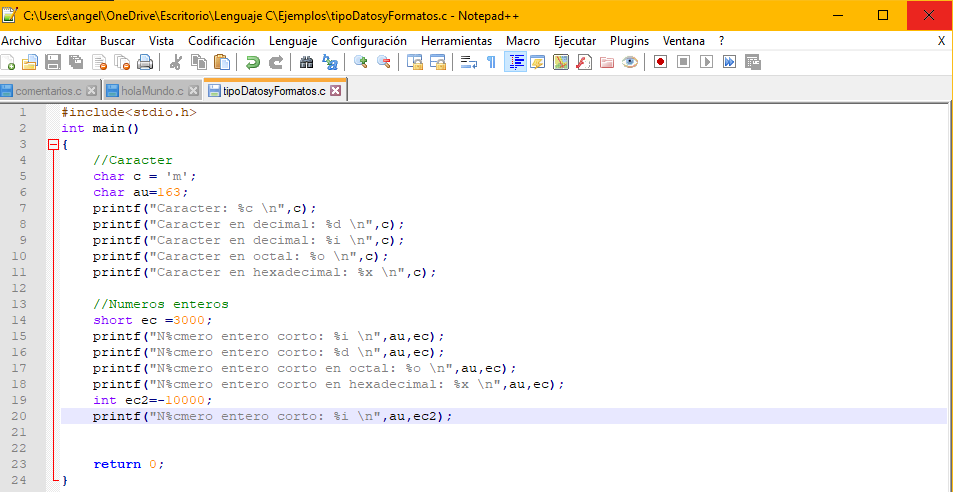 C:\Users\angel\OneDrive\Escritorio\Lenguaje C\Ejemplos\tipoDatosyFormatos.c - Notepad++
Archivo Editar Buscar Vista Codificación Lenguaje Configuración Herramientas Macro Ejecutar Plugins Ventana ? X
comentarios.c holaMundo.c tipoDatosyFormatos.c
1 #include<stdio.h>
2 int main()
3 {
4 //Caracter
5 char c = 'm';
6 char au=163;
7 printf("Caracter: %c \n",c);
8 printf("Caracter en decimal: %d \n",c);
9 printf("Caracter en decimal: %i \n",c);
10 printf("Caracter en octal: %o \n",c);
11 printf("Caracter en hexadecimal: %x \n",c);
12
13 //Numeros enteros
14 short ec =3000;
15 printf("N%cmero entero corto: %i \n",au,ec);
16 printf("N%cmero entero corto: %d \n",au,ec);
17 printf("N%cmero entero corto en octal: %o \n",au,ec);
18 printf("N%cmero entero corto en hexadecimal: %x \n",au,ec);
19 int ec2=-10000;
20 printf("N%cmero entero corto: %i \n",au,ec2);
21
22
23 return 0;
24 }